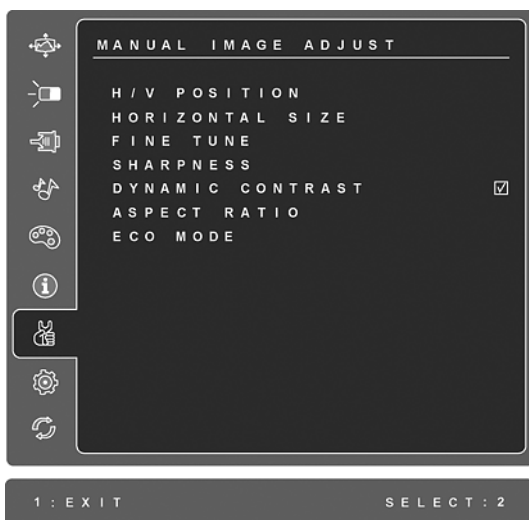 MANUAL IMAGE ADJUST
H/V POSITION
HORIZONTAL SIZE
FINE TUNE
SHARPNESS
DYNAMIC CONTRAST
ASPECT RATIO
ECO MODE
1:EXIT SELECT:2